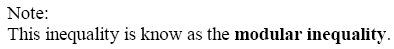 Note:
This inequality is know as the modular inequality.